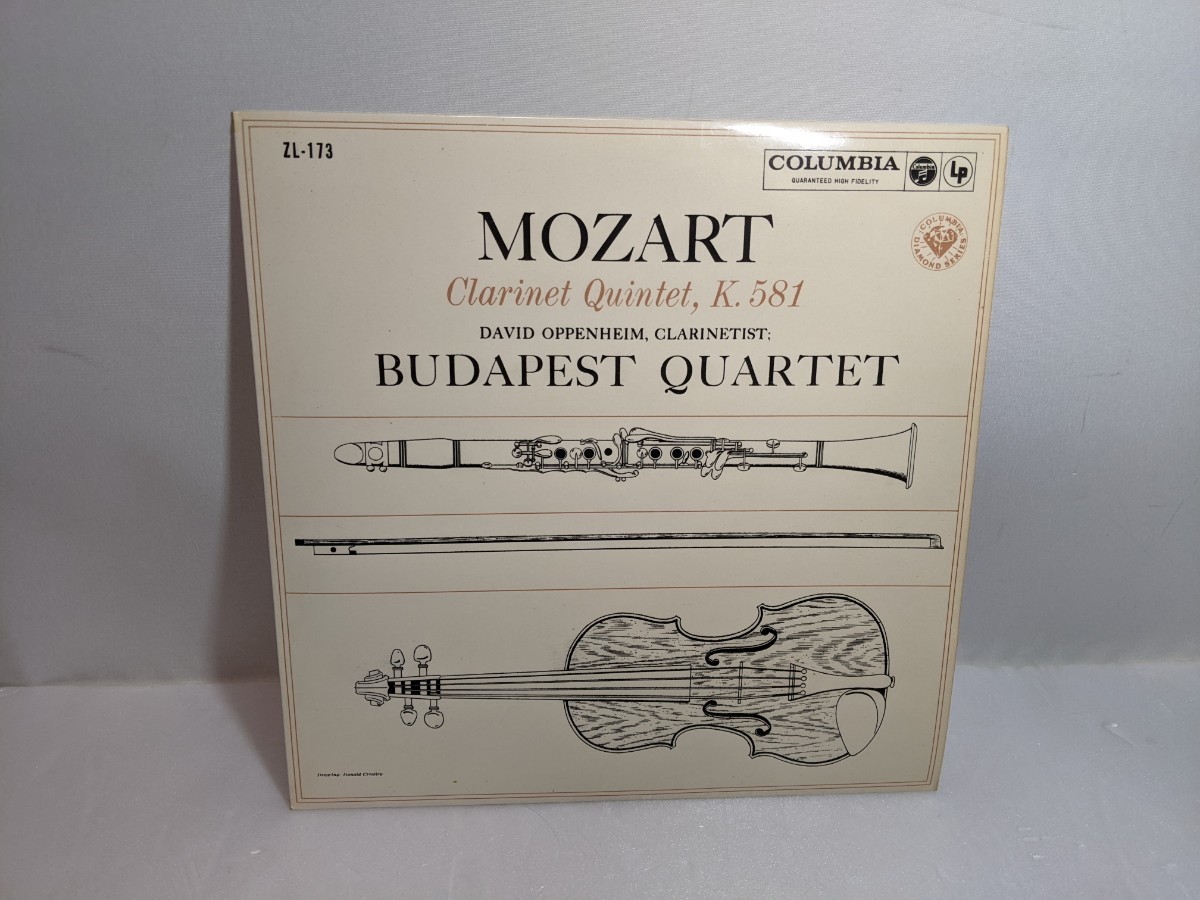 ZL-173
COLUMBIA
GUARANTEED HIGH FIDELITY
Lp
COLUMBIA
DIAMOND SERIES
MOZART
Clarinet Quintet, K. 581
DAVID OPPENHEIM, CLARINETIST;
BUDAPEST QUARTET